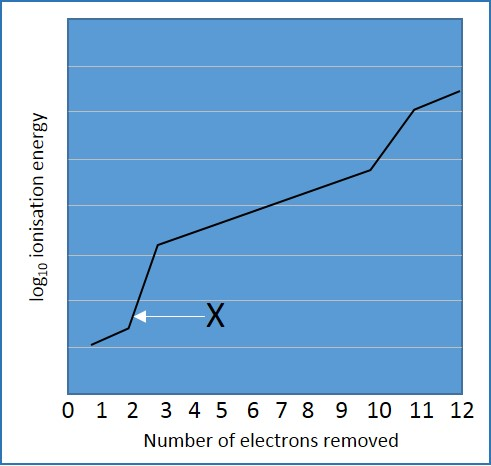 log10 ionisation energy
X
0 1 2 3 4 5 6 7 8 9 10 11 12
Number of electrons removed